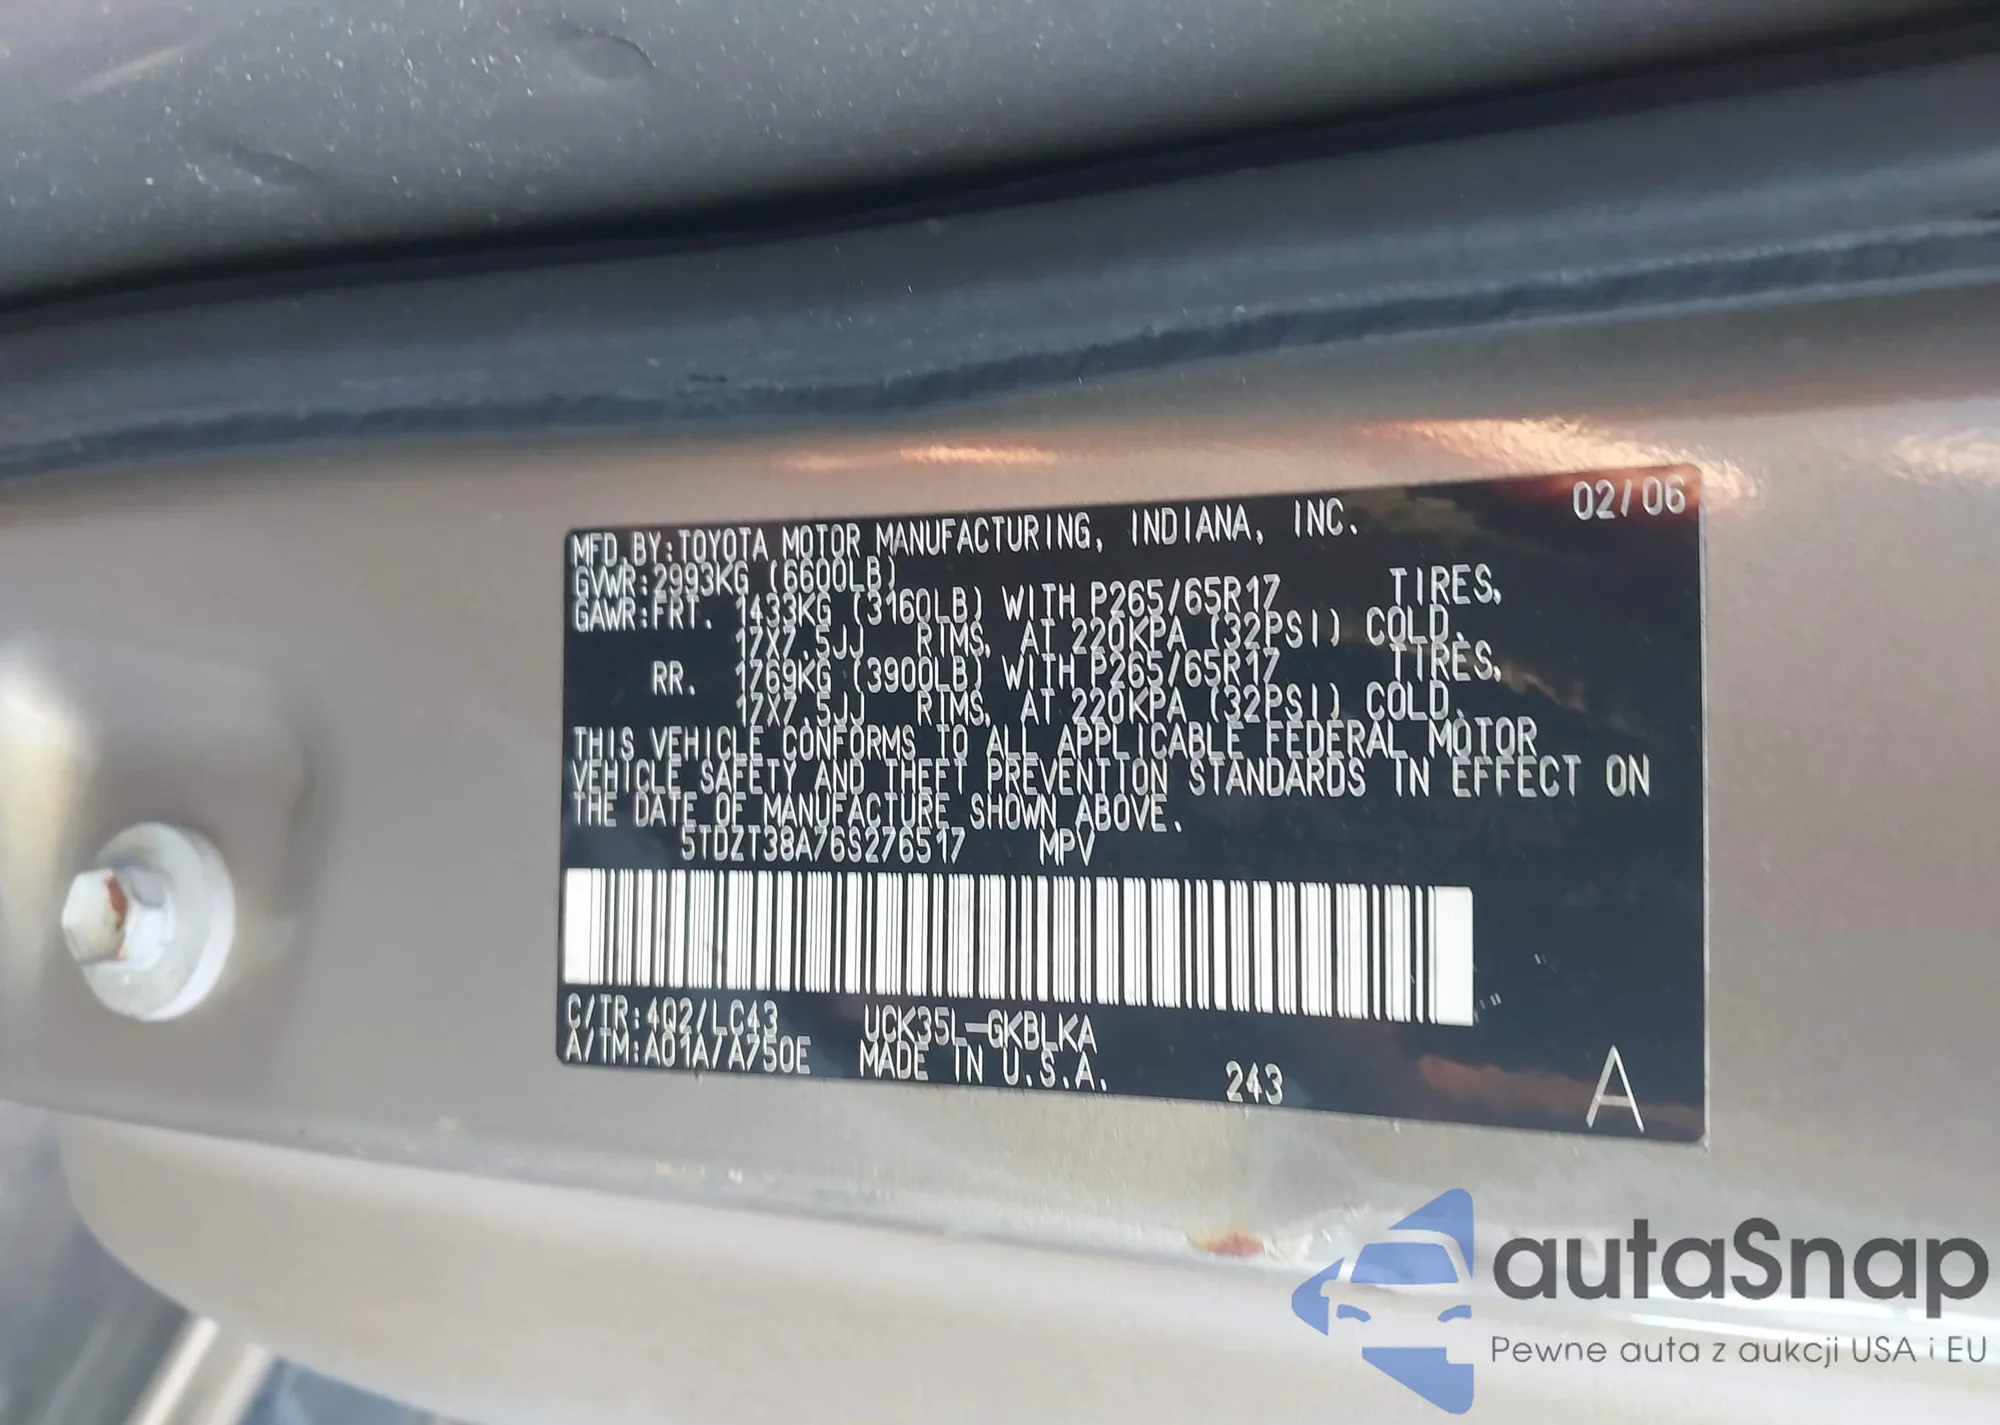 02/06
MFD.BY:TOYOTA MOTOR MANUFACTURING, INDIANA, INC.
GVWR:2993KG (6600LB)
GAWR:FRT. 1433KG (3160LB) WITH P265/65R17 TIRES,
17X7.5JJ RIMS, AT 220KPA (32PSI) COLD.
RR. 1769KG (3900LB) WITH P265/65R17 TIRES,
17X7.5JJ RIMS, AT 220KPA (32PSI) COLD.
THIS VEHICLE CONFORMS TO ALL APPLICABLE FEDERAL MOTOR
VEHICLE SAFETY AND THEFT PREVENTION STANDARDS IN EFFECT ON
THE DATE OF MANUFACTURE SHOWN ABOVE.
5TDZT38A76S276517 MPV
C/TR:4Q2/LC43 UCK35L-GKBLKA
A/TM:A01A/A750E MADE IN U.S.A. 243
A
autaSnap
Pewne auta z aukcji USA i EU